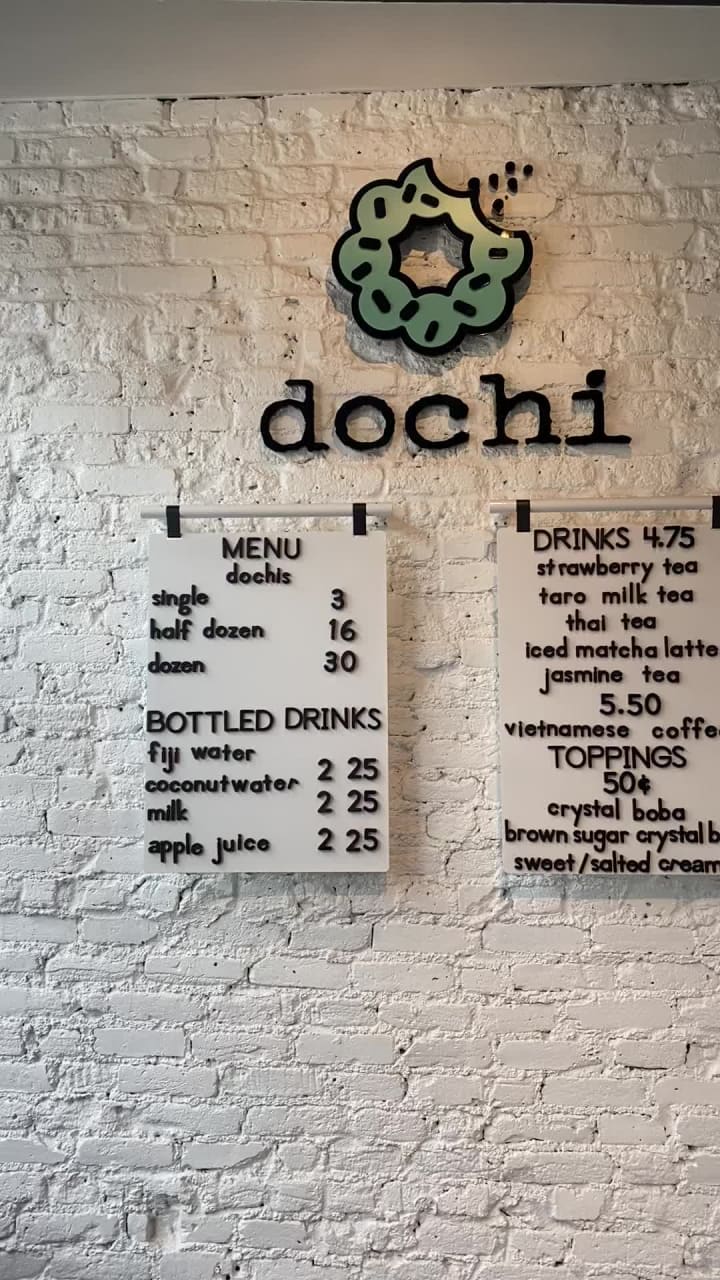 dochi
MENU
dochis
single 3
half dozen 16
dozen 30
BOTTLED DRINKS
fiji water
coconutwater 2 25
milk 2 25
apple juice 2 25
DRINKS 4.75
strawberry tea
taro milk tea
thai tea
iced matcha latte
jasmine tea
5.50
vietnamese
TOPPINGS
50¢
crystal boba
brown sugar crystal
sweet/salted cream